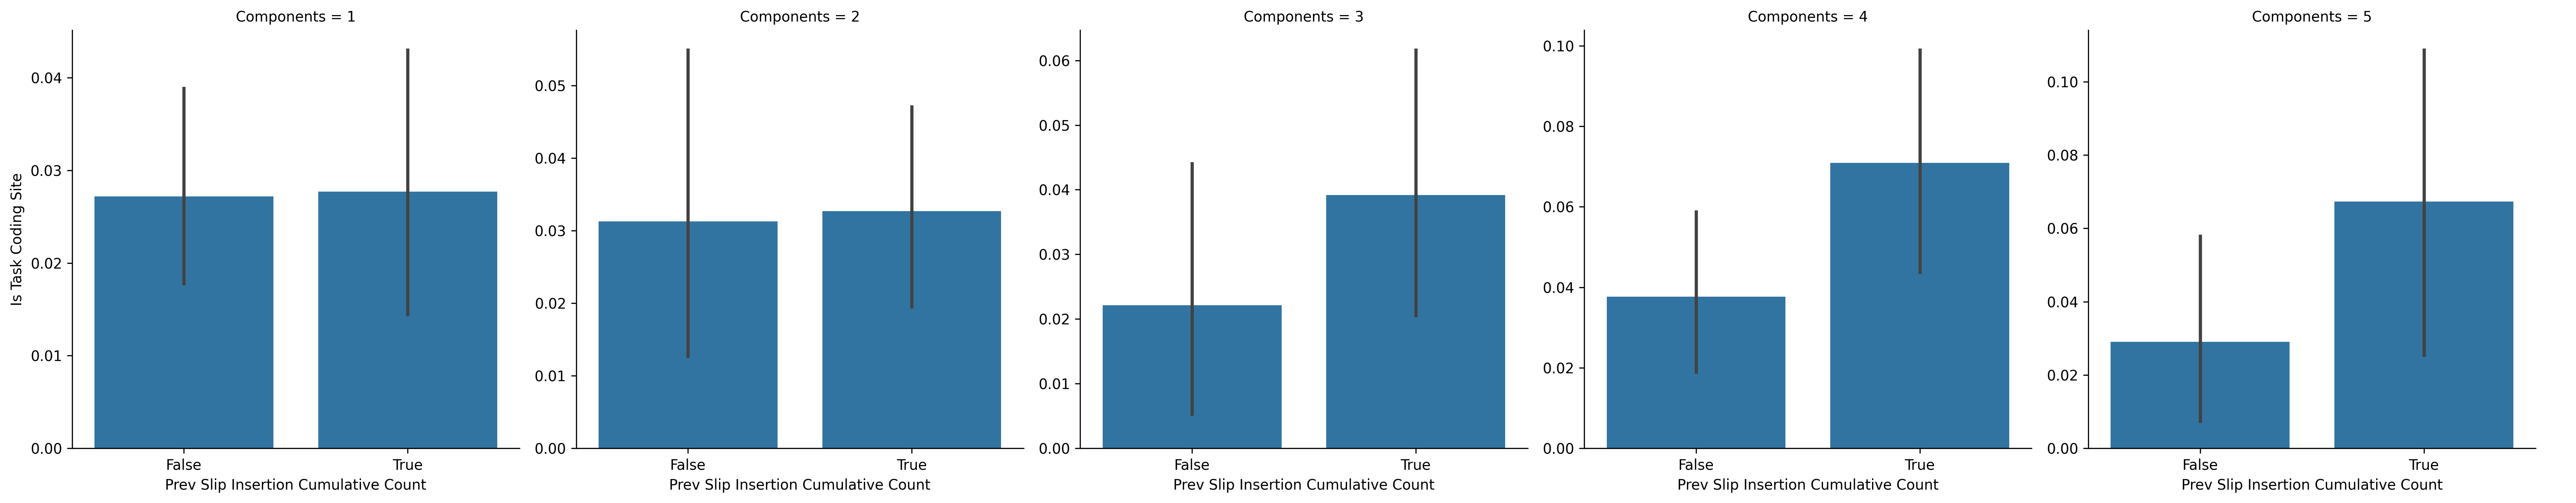 Components = 1
Components = 2
Components = 3
Components = 4
Components = 5
Is Task Coding Site
0.04
0.03
0.02
0.01
0.00
False
True
Prev Slip Insertion Cumulative Count
0.05
0.04
0.03
0.02
0.01
0.00
False
True
Prev Slip Insertion Cumulative Count
0.06
0.05
0.04
0.03
0.02
0.01
0.00
False
True
Prev Slip Insertion Cumulative Count
0.10
0.08
0.06
0.04
0.02
0.00
False
True
Prev Slip Insertion Cumulative Count
0.10
0.08
0.06
0.04
0.02
0.00
False
True
Prev Slip Insertion Cumulative Count